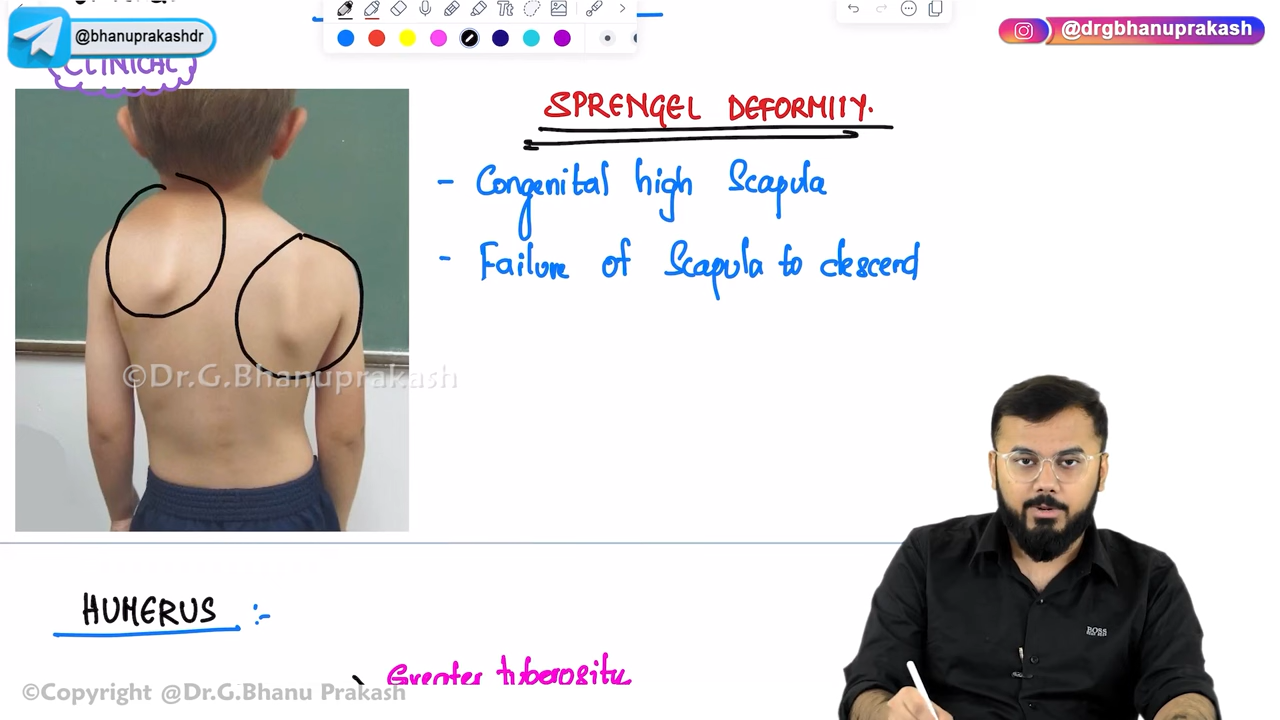 @bhanuprakashdr
@drgbhanuprakash
CLINICAL
SPRENGEL DEFORMITY.
- Congenital high Scapula
- Failure of Scapula to descend
©Dr.G.Bhanuprakash
HUMERUS :-
Greater tuberosity
BOSS
©Copyright @Dr.G.Bhanu Prakash